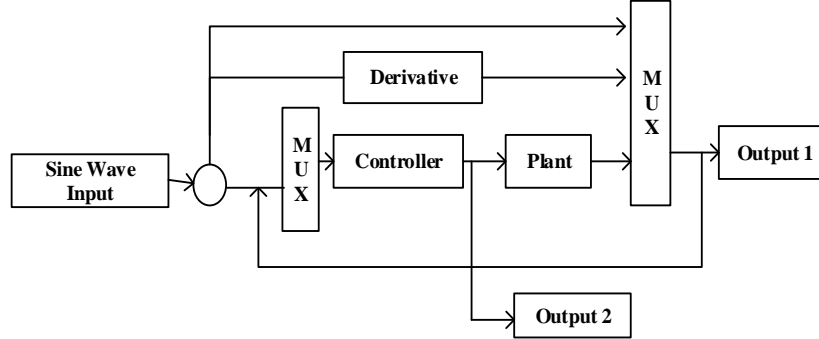 Derivative
M
U
X
M
U
X
Sine Wave
Input
Controller
Plant
Output 1
Output 2